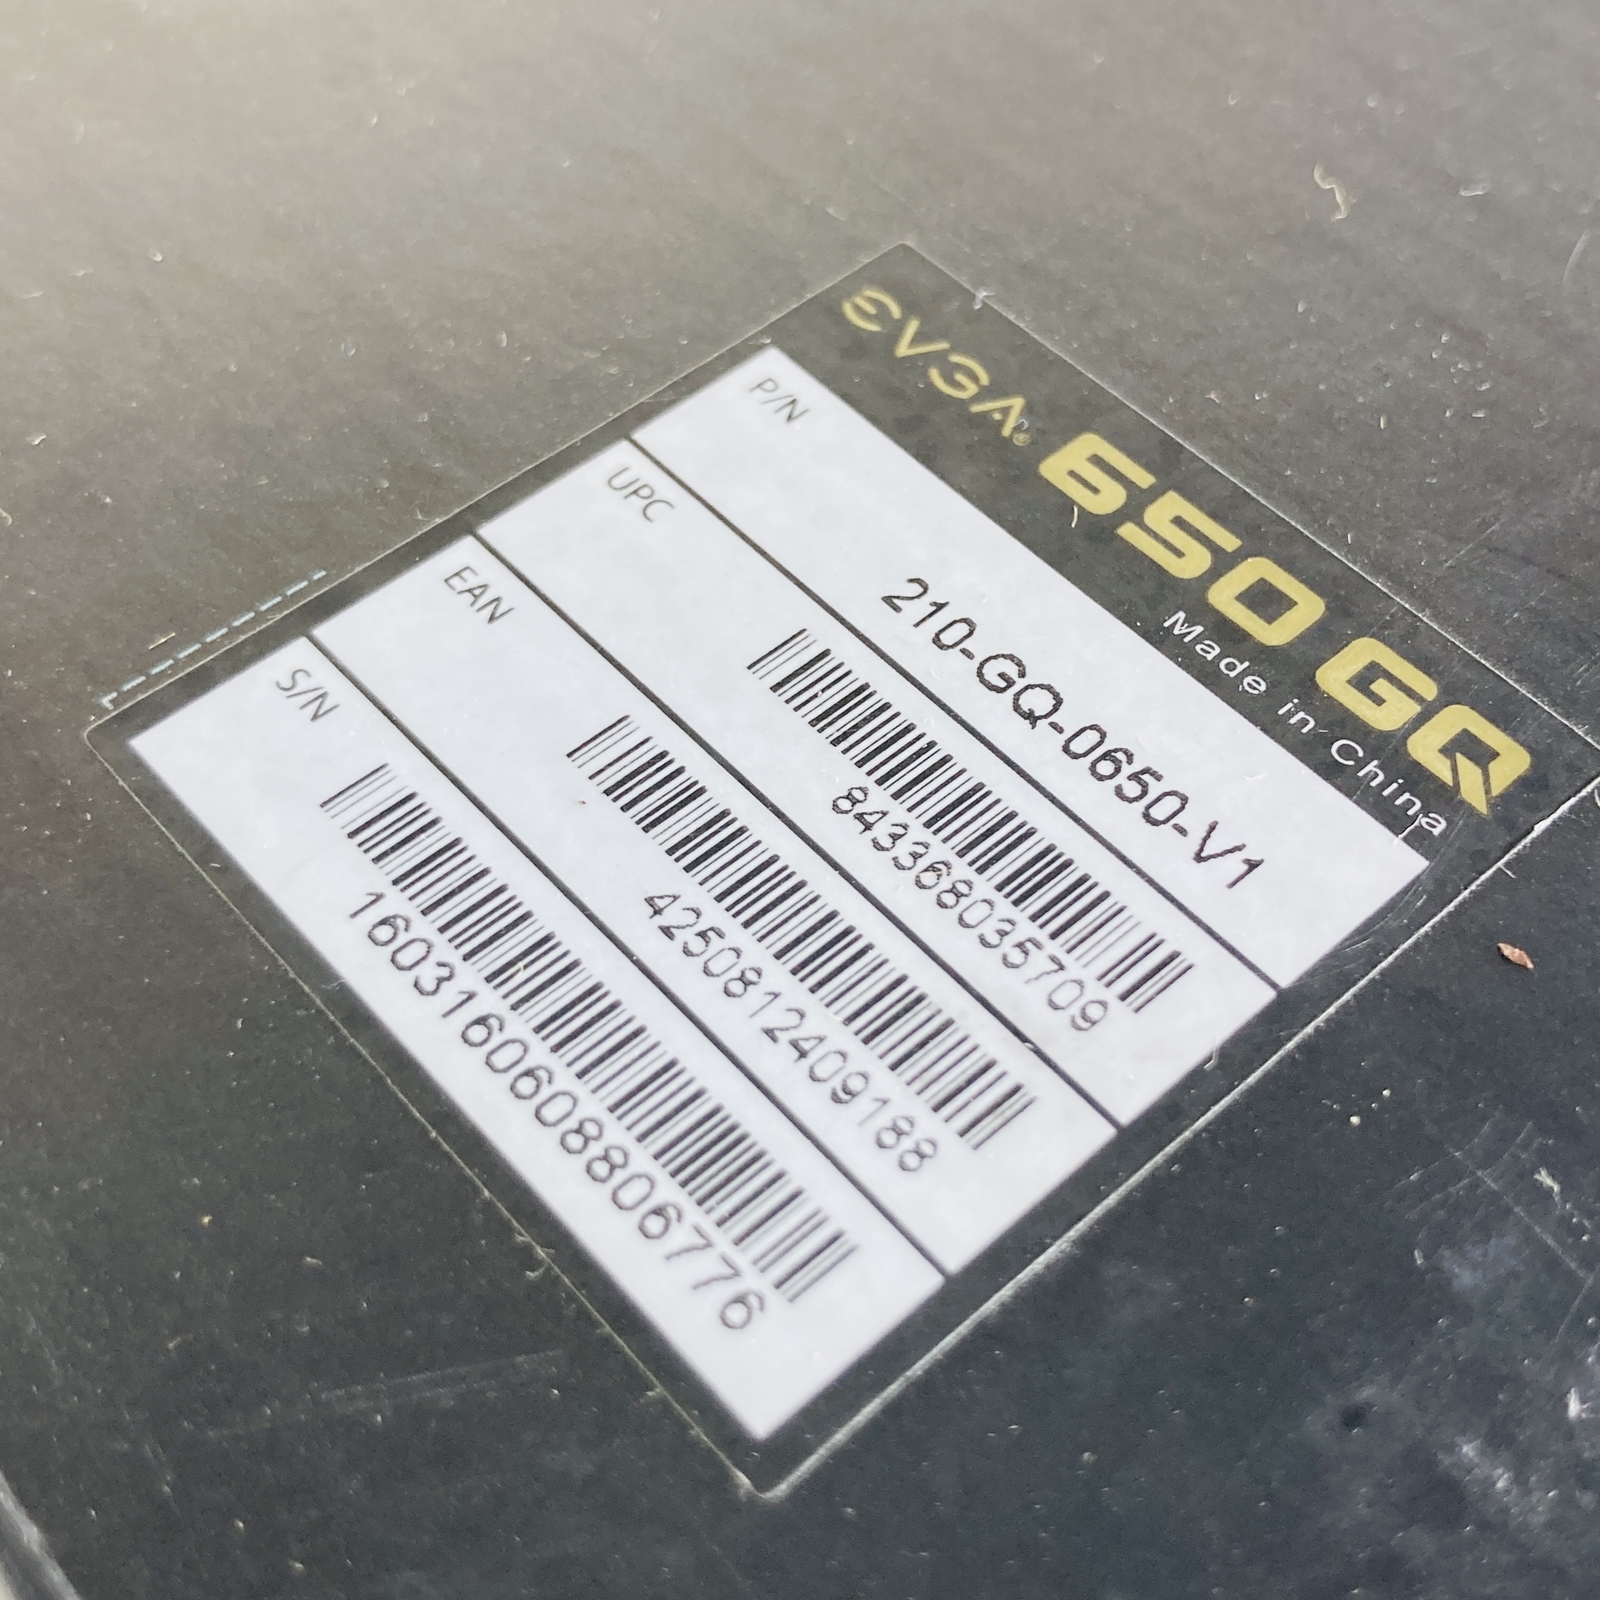 EVGA® 650 GQ
Made in China
P/N 210-GQ-0650-V1
UPC
843368035709
EAN
4250812409188
S/N
1603160608806776